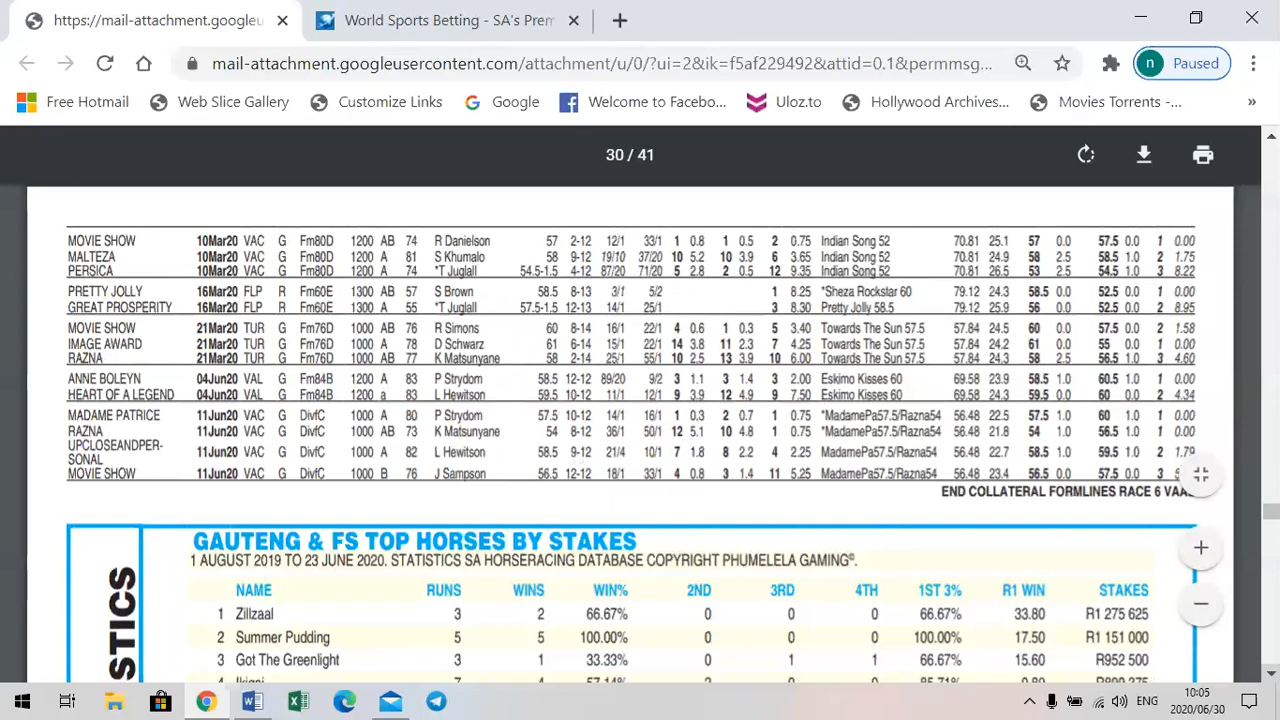 https://mail-attachment.googleu
World Sports Betting - SA's Prem
mail-attachment.googleusercontent.com/attachment/u/0/?ui=2&ik=f5af229492&attid=0.1&permmsg...
n Paused
Free Hotmail
Web Slice Gallery
Customize Links
Google
Welcome to Facebo...
Uloz.to
Hollywood Archives...
Movies Torrents -...
»
30 / 41
MOVIE SHOW 10Mar20 VAC G Fm80D 1200 AB 74 R Danielson 57 2-12 12/1 33/1 1 0.8 1 0.5 2 0.75 Indian Song 52 70.81 25.1 57 0.0 57.5 0.0 1 0.00
MALTEZA 10Mar20 VAC G Fm80D 1200 A 81 S Khumalo 58 9-12 19/10 37/20 10 5.2 10 3.9 6 3.65 Indian Song 52 70.81 24.9 58 2.5 58.5 1.0 2 1.75
PERSICA 10Mar20 VAC G Fm80D 1200 A 74 *T Juglall 54.5-1.5 4-12 87/20 71/20 5 2.8 2 0.5 12 9.35 Indian Song 52 70.81 26.5 53 2.5 54.5 1.0 3 8.22
PRETTY JOLLY 16Mar20 FLP R Fm60E 1300 AB 57 S Brown 58.5 8-13 3/1 5/2 1 8.25 *Sheza Rockstar 60 79.12 24.3 58.5 0.0 52.5 0.0 1 0.00
GREAT PROSPERITY 16Mar20 FLP R Fm60E 1300 A 55 *T Juglall 57.5-1.5 12-13 14/1 25/1 3 8.30 Pretty Jolly 58.5 79.12 25.9 56 0.0 52.5 0.0 2 8.95
MOVIE SHOW 21Mar20 TUR G Fm76D 1000 AB 76 R Simons 60 8-14 16/1 22/1 4 0.6 1 0.3 5 3.40 Towards The Sun 57.5 57.84 24.5 60 0.0 57.5 0.0 2 1.58
IMAGE AWARD 21Mar20 TUR G Fm76D 1000 A 78 D Schwarz 61 6-14 15/1 22/1 14 3.8 11 2.3 7 4.25 Towards The Sun 57.5 57.84 24.2 61 0.0 55 0.0 1 0.00
RAZNA 21Mar20 TUR G Fm76D 1000 AB 77 K Matsunyane 58 2-14 25/1 55/1 10 2.5 13 3.9 10 6.00 Towards The Sun 57.5 57.84 24.3 58 2.5 56.5 1.0 3 4.60
ANNE BOLEYN 04Jun20 VAL G Fm84B 1200 A 83 P Strydom 58.5 12-12 89/20 9/2 3 1.1 3 1.4 3 2.00 Eskimo Kisses 60 69.58 23.9 58.5 1.0 60.5 1.0 1 0.00
HEART OF A LEGEND 04Jun20 VAL G Fm84B 1200 a 83 L Hewitson 59.5 10-12 11/1 12/1 9 3.9 12 4.9 9 7.50 Eskimo Kisses 60 69.58 24.3 59.5 1.0 60 1.0 2 4.34
MADAME PATRICE 11Jun20 VAC G DivfC 1000 A 80 P Strydom 57.5 10-12 14/1 16/1 1 0.3 2 0.7 1 0.75 *MadamePa57.5/Razna54 56.48 22.5 57.5 1.0 57.5 1.0 1 0.00
RAZNA 11Jun20 VAC G DivfC 1000 AB 73 K Matsunyane 54 8-12 36/1 50/1 12 5.1 10 4.8 1 0.75 *MadamePa57.5/Razna54 56.48 21.8 54 1.0 56.5 1.0 1 0.00
UPCLOSEANDPER-
SONAL 11Jun20 VAC G DivfC 1000 A 82 L Hewitson 58.5 9-12 21/4 10/1 7 1.8 8 2.2 4 2.25 MadamePa57.5/Razna54 56.48 22.7 58.5 1.0 59.5 1.0 2 1.79
MOVIE SHOW 11Jun20 VAC G DivfC 1000 B 76 J Sampson 56.5 12-12 18/1 33/1 4 0.8 3 1.4 11 5.25 MadamePa57.5/Razna54 56.48 23.4 56.5 0.0 57.5 0.0 3
END COLLATERAL FORMLINES RACE 6 VAA
STICS
GAUTENG & FS TOP HORSES BY STAKES
1 AUGUST 2019 TO 23 JUNE 2020. STATISTICS SA HORSERACING DATABASE COPYRIGHT PHUMELELA GAMING©.
NAME RUNS WINS WIN% 2ND 3RD 4TH 1ST 3% R1 WIN STAKES
1 Zillzaal 3 2 66.67% 0 0 0 66.67% 33.80 R1 275 625
2 Summer Pudding 5 5 100.00% 0 0 0 100.00% 17.50 R1 151 000
3 Got The Greenlight 3 1 33.33% 0 1 1 66.67% 15.60 R952 500
ENG
10:05
2020/06/30